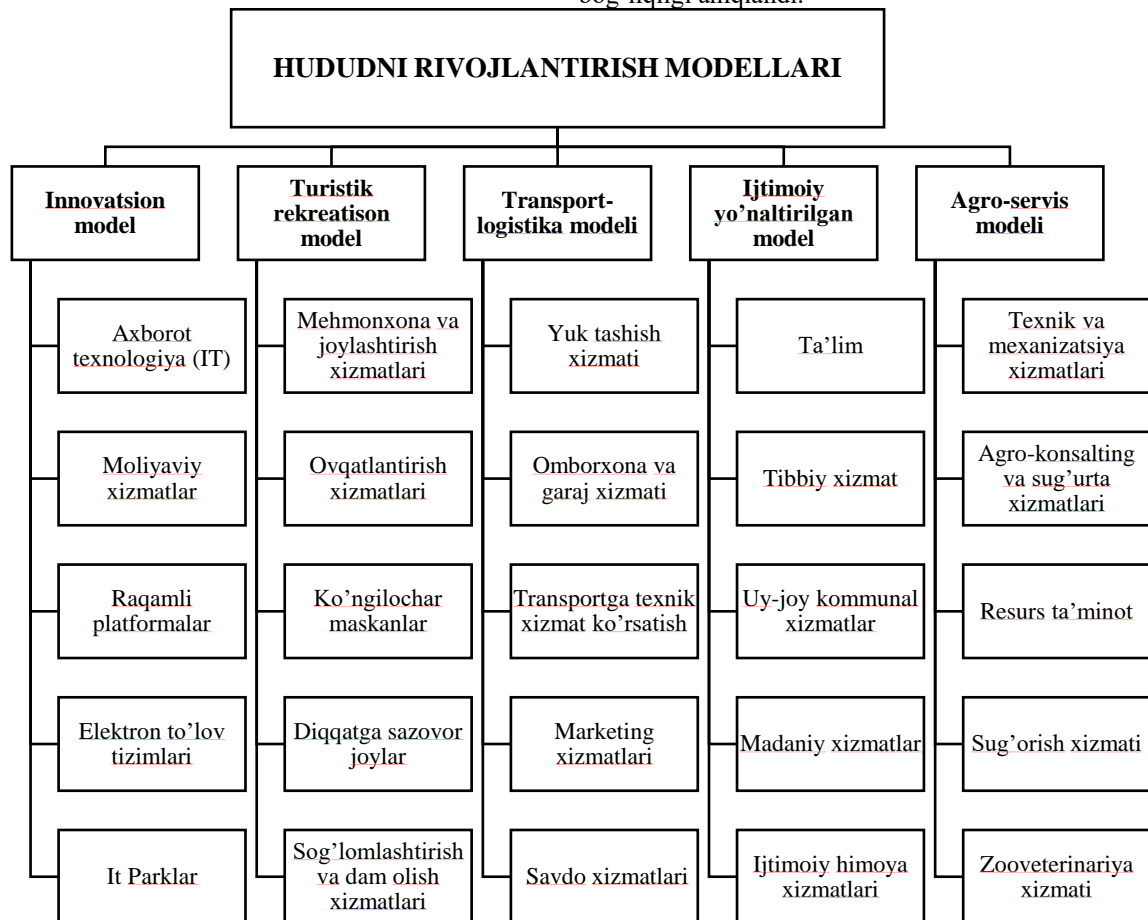 HUDUDNI RIVOJLANTIRISH MODELLARI
Innovatsion
model
Axborot
texnologiya (IT)
Moliyaviy
xizmatlar
Raqamli
platformalar
Elektron to’lov
tizimlari
It Parklar
Turistik
rekreatison
model
Mehmonxona va
joylashtirish
xizmatlari
Ovqatlantirish
xizmatlari
Ko’ngilochar
maskanlar
Diqqatga sazovor
joylar
Sog’lomlashtirish
va dam olish
xizmatlari
Transport-
logistika modeli
Yuk tashish
xizmati
Omborxona va
garaj xizmati
Transportga texnik
xizmat ko’rsatish
Marketing
xizmatlari
Savdo xizmatlari
Ijtimoiy
yo’naltirilgan
model
Ta’lim
Tibbiy xizmat
Uy-joy kommunal
xizmatlar
Madaniy xizmatlar
Ijtimoiy himoya
xizmatlari
Agro-servis
modeli
Texnik va
mexanizatsiya
xizmatlari
Agro-konsalting
va sug’urta
xizmatlari
Resurs ta’minot
Sug’orish xizmati
Zooveterinariya
xizmati